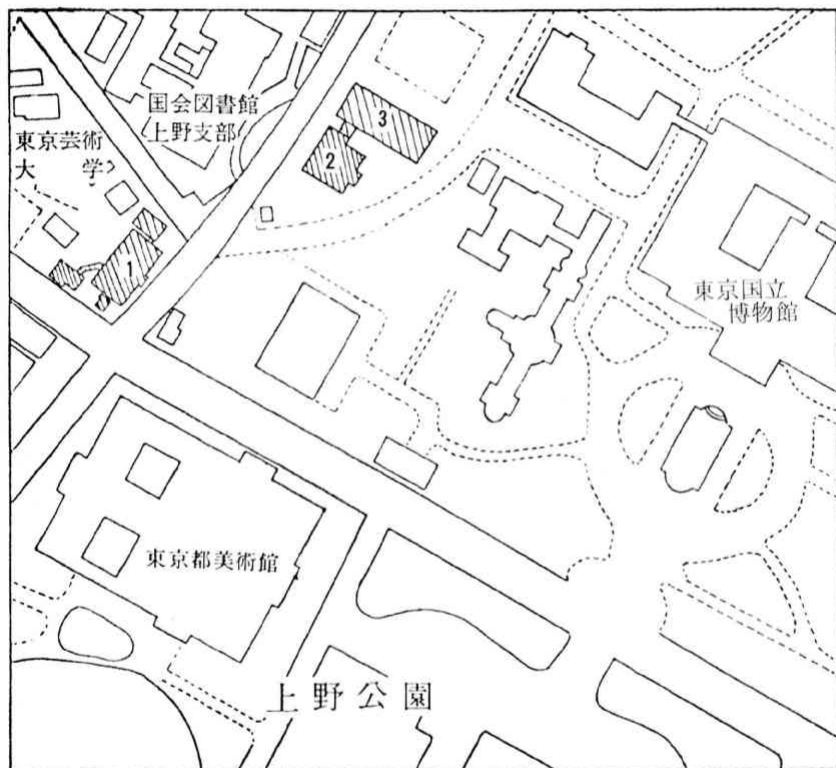 国会図書館
上野支部
東京芸術
大学
3
2
1
東京国立
博物館
東京都美術館
上野公園